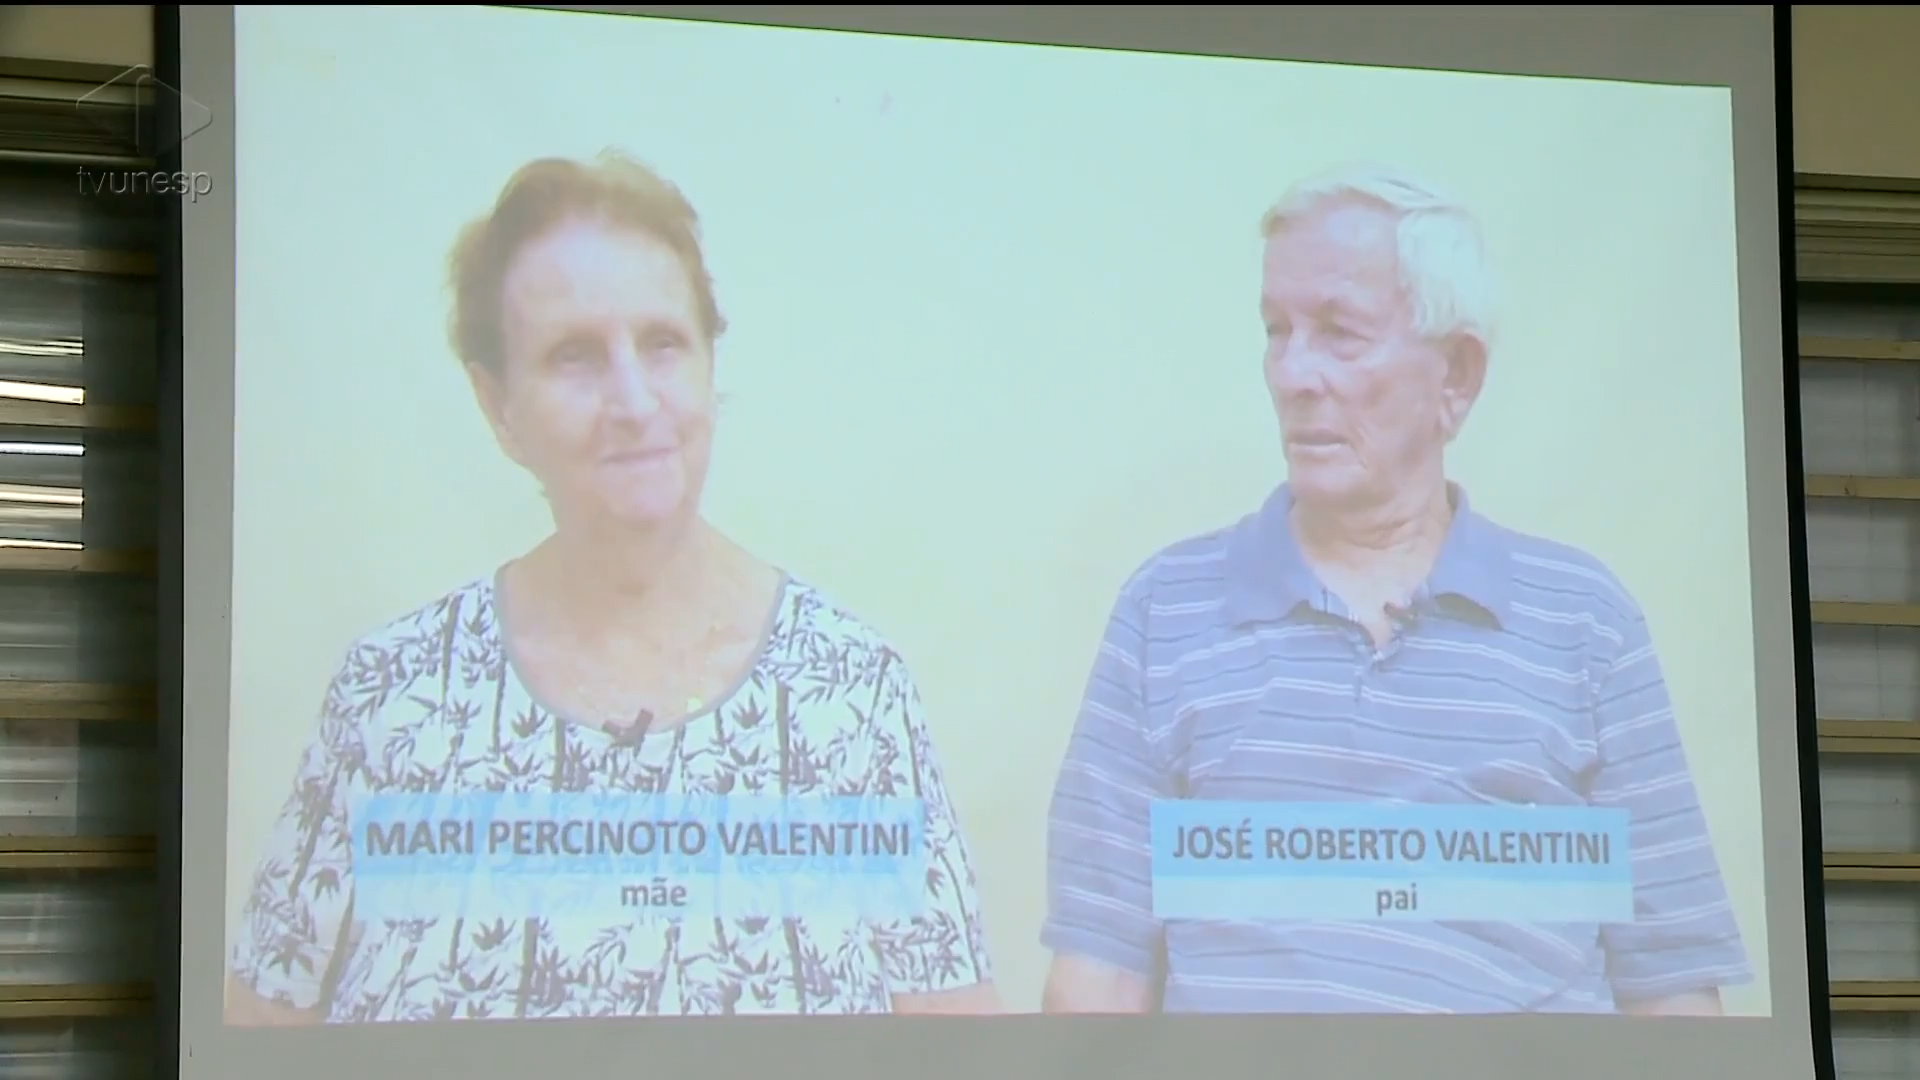 tvunesp
MARI PERCINOTO VALENTINI
mãe
JOSÉ ROBERTO VALENTINI
pai